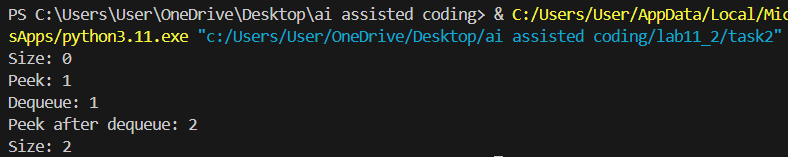 PS C:\Users\User\OneDrive\Desktop\ai assisted coding> & C:/Users/User/AppData/Local/Mic
sApps/python3.11.exe "c:/Users/User/OneDrive/Desktop/ai assisted coding/lab11_2/task2"
Size: 0
Peek: 1
Dequeue: 1
Peek after dequeue: 2
Size: 2